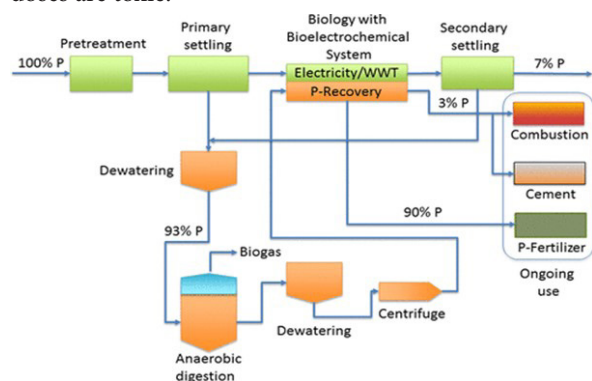 doses are toxic.
Biology with
Bioelectrochemical
System
Primary
settling
Secondary
settling
Pretreatment
100% P
7% P
Electricity/WWT
P-Recovery
3% P
Combustion
Dewatering
Cement
93% P
90% P
Biogas
P-Fertilizer
Ongoing
use
Centrifuge
Dewatering
Anaerobic
digestion